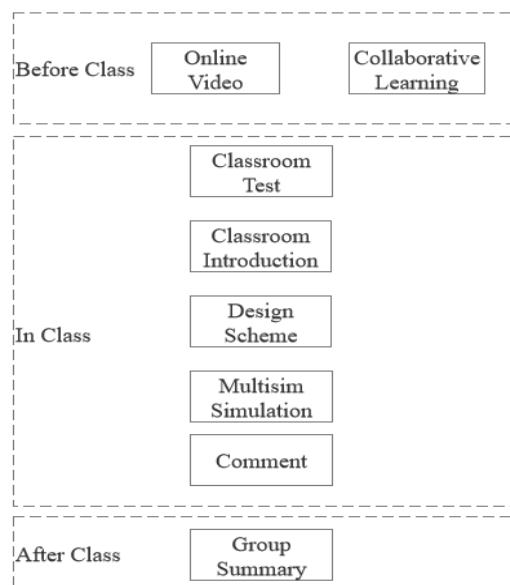 Before Class
Online
Video
Collaborative
Learning
In Class
Classroom
Test
Classroom
Introduction
Design
Scheme
Multisim
Simulation
Comment
After Class
Group
Summary